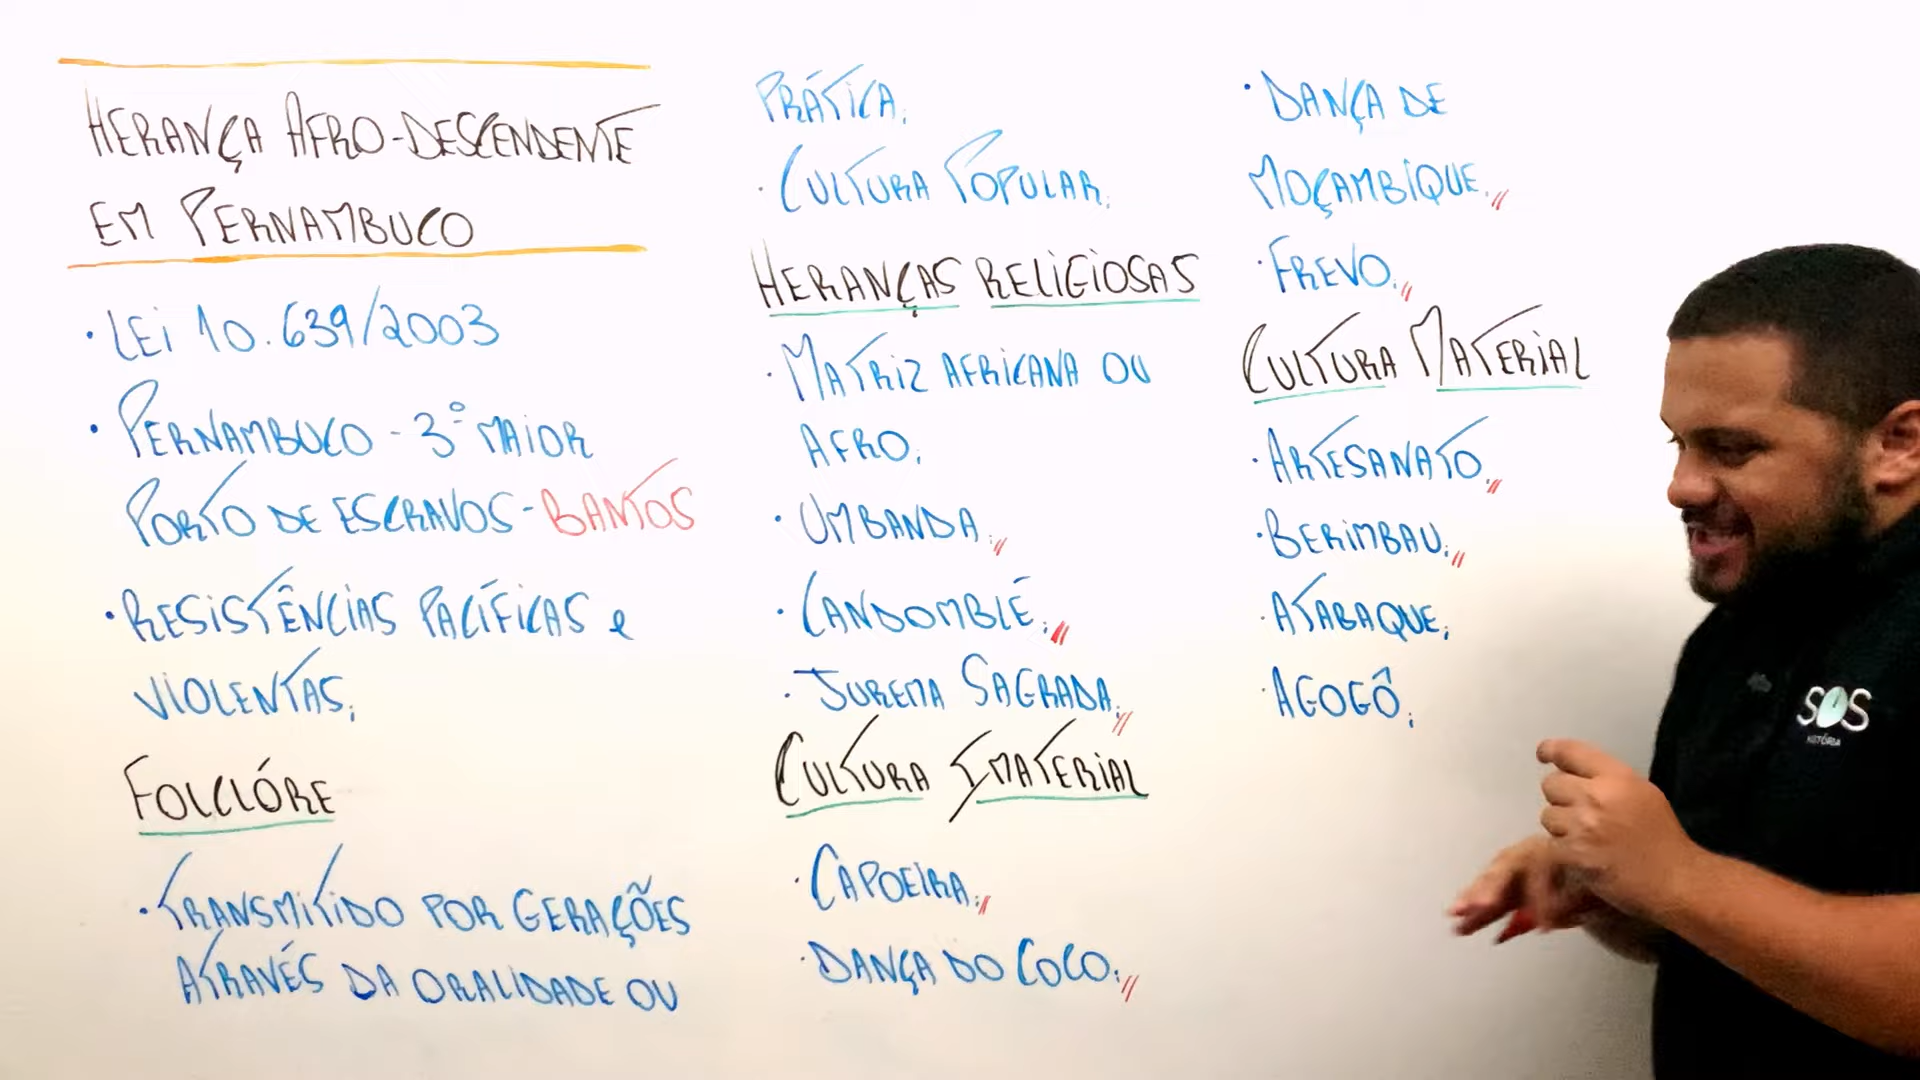 HERANÇA AFRO-DESCENDENTE
EM PERNAMBUCO
· LEI 10.639/2003
· PERNAMBUCO - 3º MAIOR
PORTO DE ESCRAVOS - BANTOS
· RESISTÊNCIAS PACÍFICAS e
VIOLENTAS;
FOLCLÓRE
· TRANSMITIDO POR GERAÇÕES
ATRAVÉS DA ORALIDADE OU
PRÁTICA;
· CULTURA POPULAR;
HERANÇAS RELIGIOSAS
· MATRIZ AFRICANA OU
AFRO;
· UMBANDA;
· CANDOMBLÉ;
· JUREMA SAGRADA;
CULTURA IMATERIAL
· CAPOEIRA;
· DANÇA DO COCO;
· DANÇA DE
MOÇAMBIQUE;
· FREVO;
CULTURA MATERIAL
· ARTESANATO;
· BERIMBAU;
· ATABAQUE;
· AGOGÔ;
SOS
HISTÓRIA